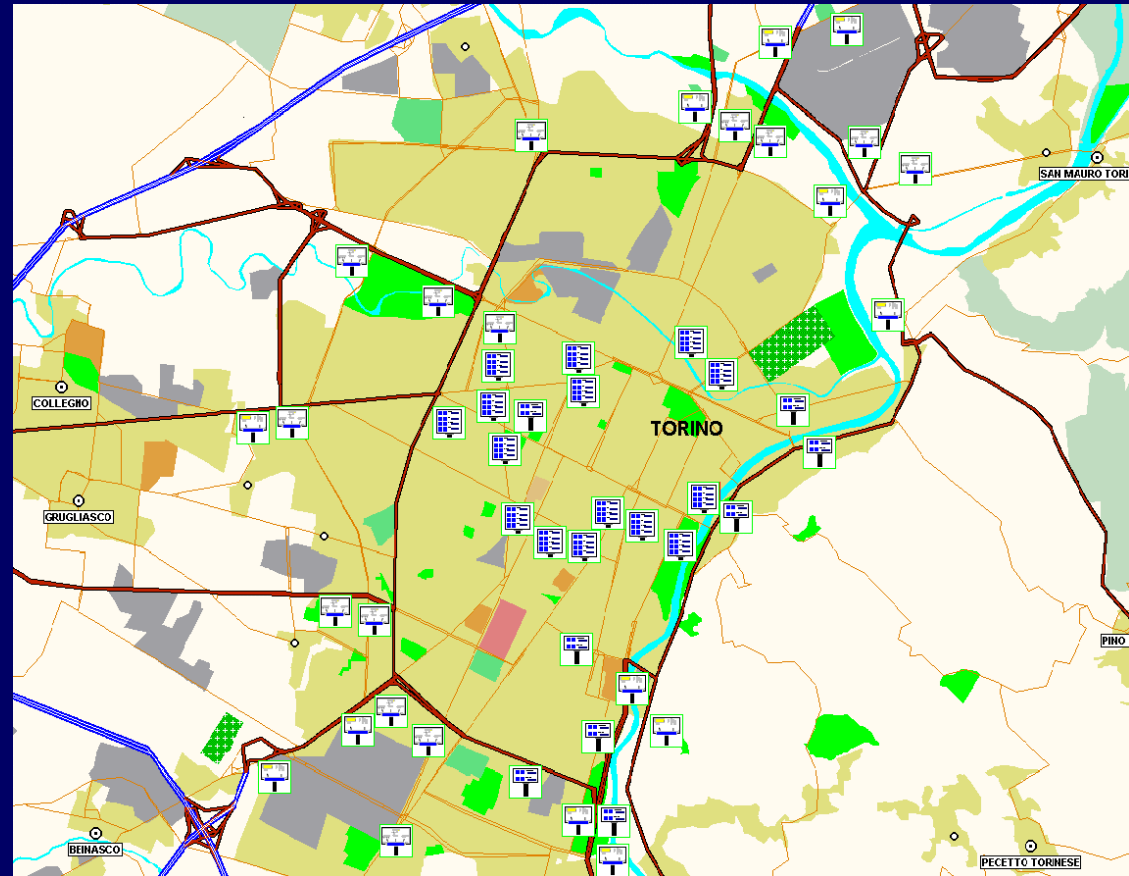 SAN MAURO TORI
COLLEGNO
TORINO
GRUGLIASCO
PINO
BEINASCO
PECETTO TORINESE